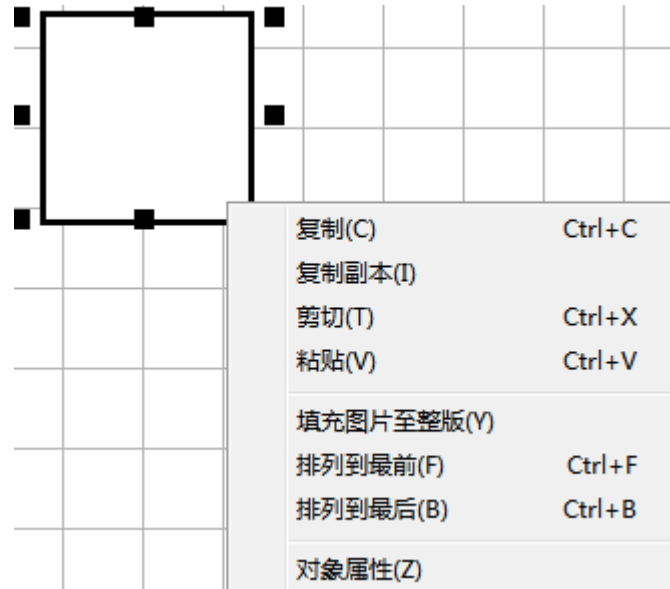 复制(C) Ctrl+C
复制副本(I)
剪切(T) Ctrl+X
粘贴(V) Ctrl+V
填充图片至整版(Y)
排列到最前(F) Ctrl+F
排列到最后(B) Ctrl+B
对象属性(Z)